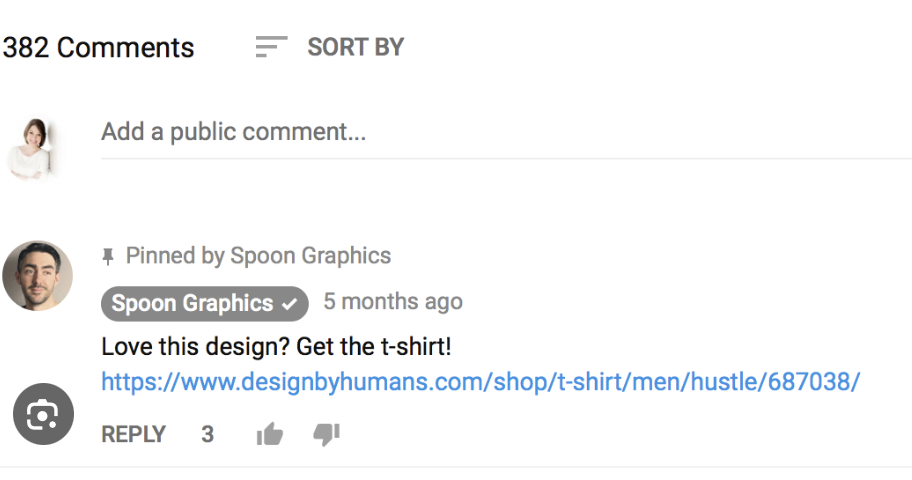 382 Comments SORT BY
Add a public comment...
Pinned by Spoon Graphics
Spoon Graphics 5 months ago
Love this design? Get the t-shirt!
https://www.designbyhumans.com/shop/t-shirt/men/hustle/687038/
REPLY 3